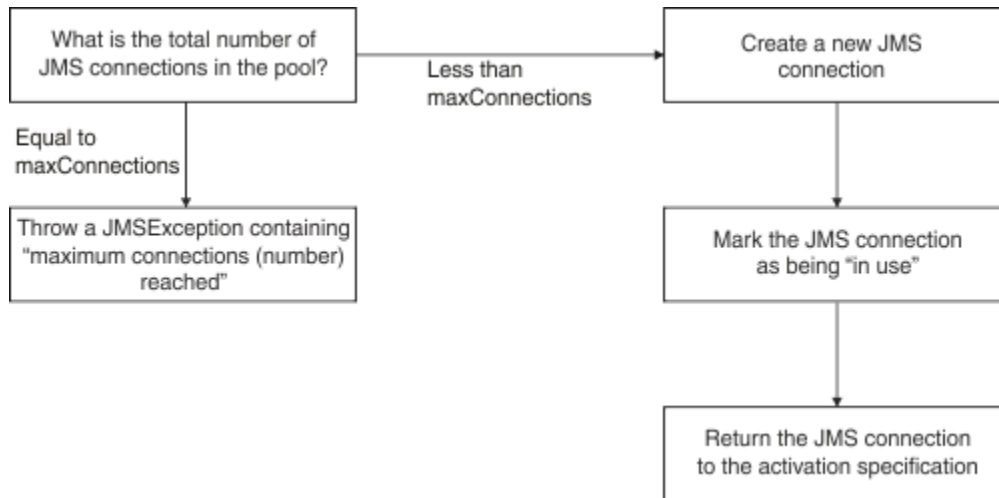 What is the total number of
JMS connections in the pool?
Less than
maxConnections
Create a new JMS
connection
Equal to
maxConnections
Throw a JMSException containing
“maximum connections (number)
reached”
Mark the JMS connection
as being “in use”
Return the JMS connection
to the activation specification